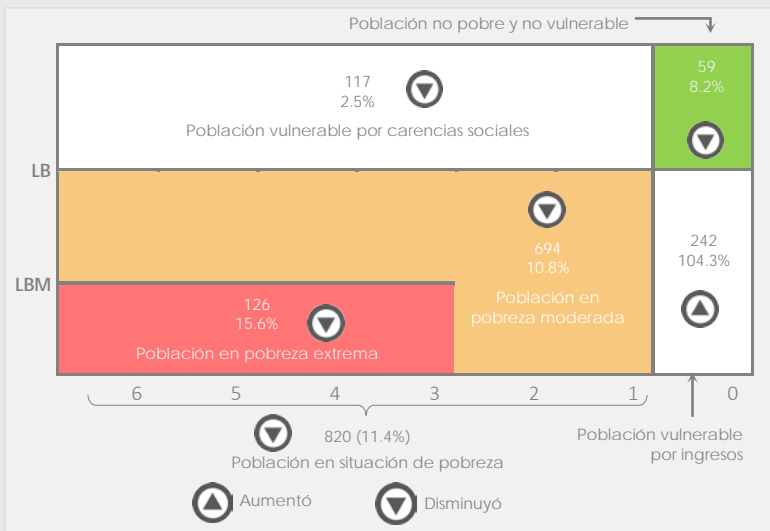 Población no pobre y no vulnerable
117
2.5%
Población vulnerable por carencias sociales
59
8.2%
LB
694
10.8%
Población en
pobreza moderada
242
104.3%
LBM
126
15.6%
Población en pobreza extrema
6 5 4 3 2 1 0
820 (11.4%)
Población en situación de pobreza
Población vulnerable
por ingresos
Aumentó
Disminuyó